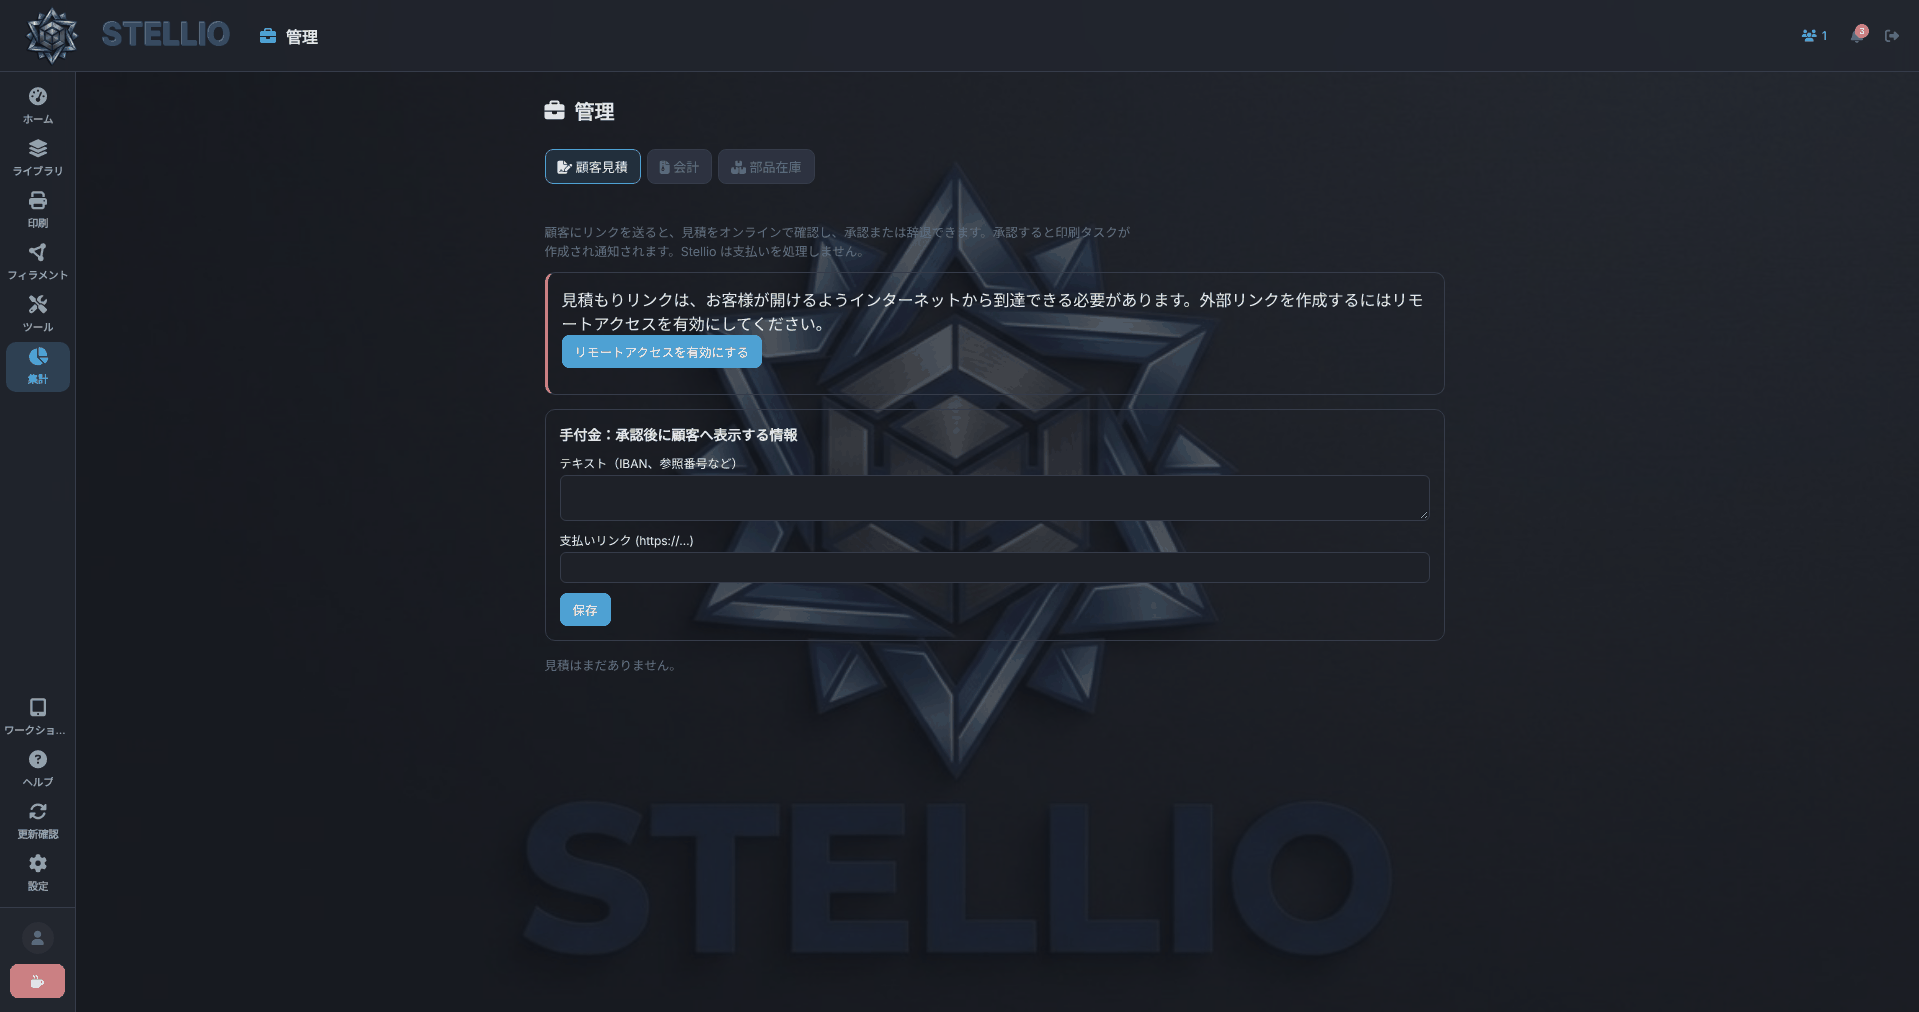 STELLIO
管理
1
3
ホーム
ライブラリ
印刷
フィラメント
ツール
集計
ワークショ...
ヘルプ
更新確認
設定
管理
顧客見積
会計
部品在庫
顧客にリンクを送ると、見積をオンラインで確認し、承認または辞退できます。承認すると印刷タスクが
作成され通知されます。Stellio は支払いを処理しません。
見積もりリンクは、お客様が開けるようインターネットから到達できる必要があります。外部リンクを作成するにはリモ
ートアクセスを有効にしてください。
リモートアクセスを有効にする
手付金：承認後に顧客へ表示する情報
テキスト（IBAN、参照番号など）
支払いリンク (https://...)
保存
見積はまだありません。
STELLIO